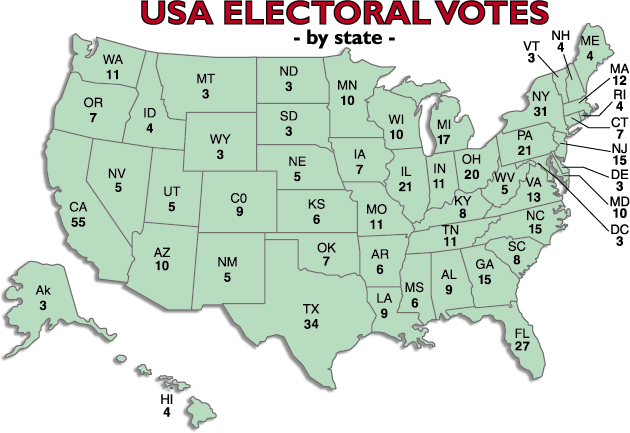 USA ELECTORAL VOTES
- by state -
WA
11
OR
7
CA
55
ID
4
NV
5
MT
3
WY
3
UT
5
AZ
10
C0
9
NM
5
ND
3
SD
3
NE
5
KS
6
OK
7
TX
34
MN
10
IA
7
MO
11
AR
6
LA
9
WI
10
IL
21
MS
6
MI
17
IN
11
OH
20
KY
8
TN
11
AL
9
GA
15
FL
27
SC
8
NC
15
VA
13
WV
5
PA
21
NY
31
VT
3
NH
4
ME
4
MA
12
RI
4
CT
7
NJ
15
DE
3
MD
10
DC
3
Ak
3
HI
4